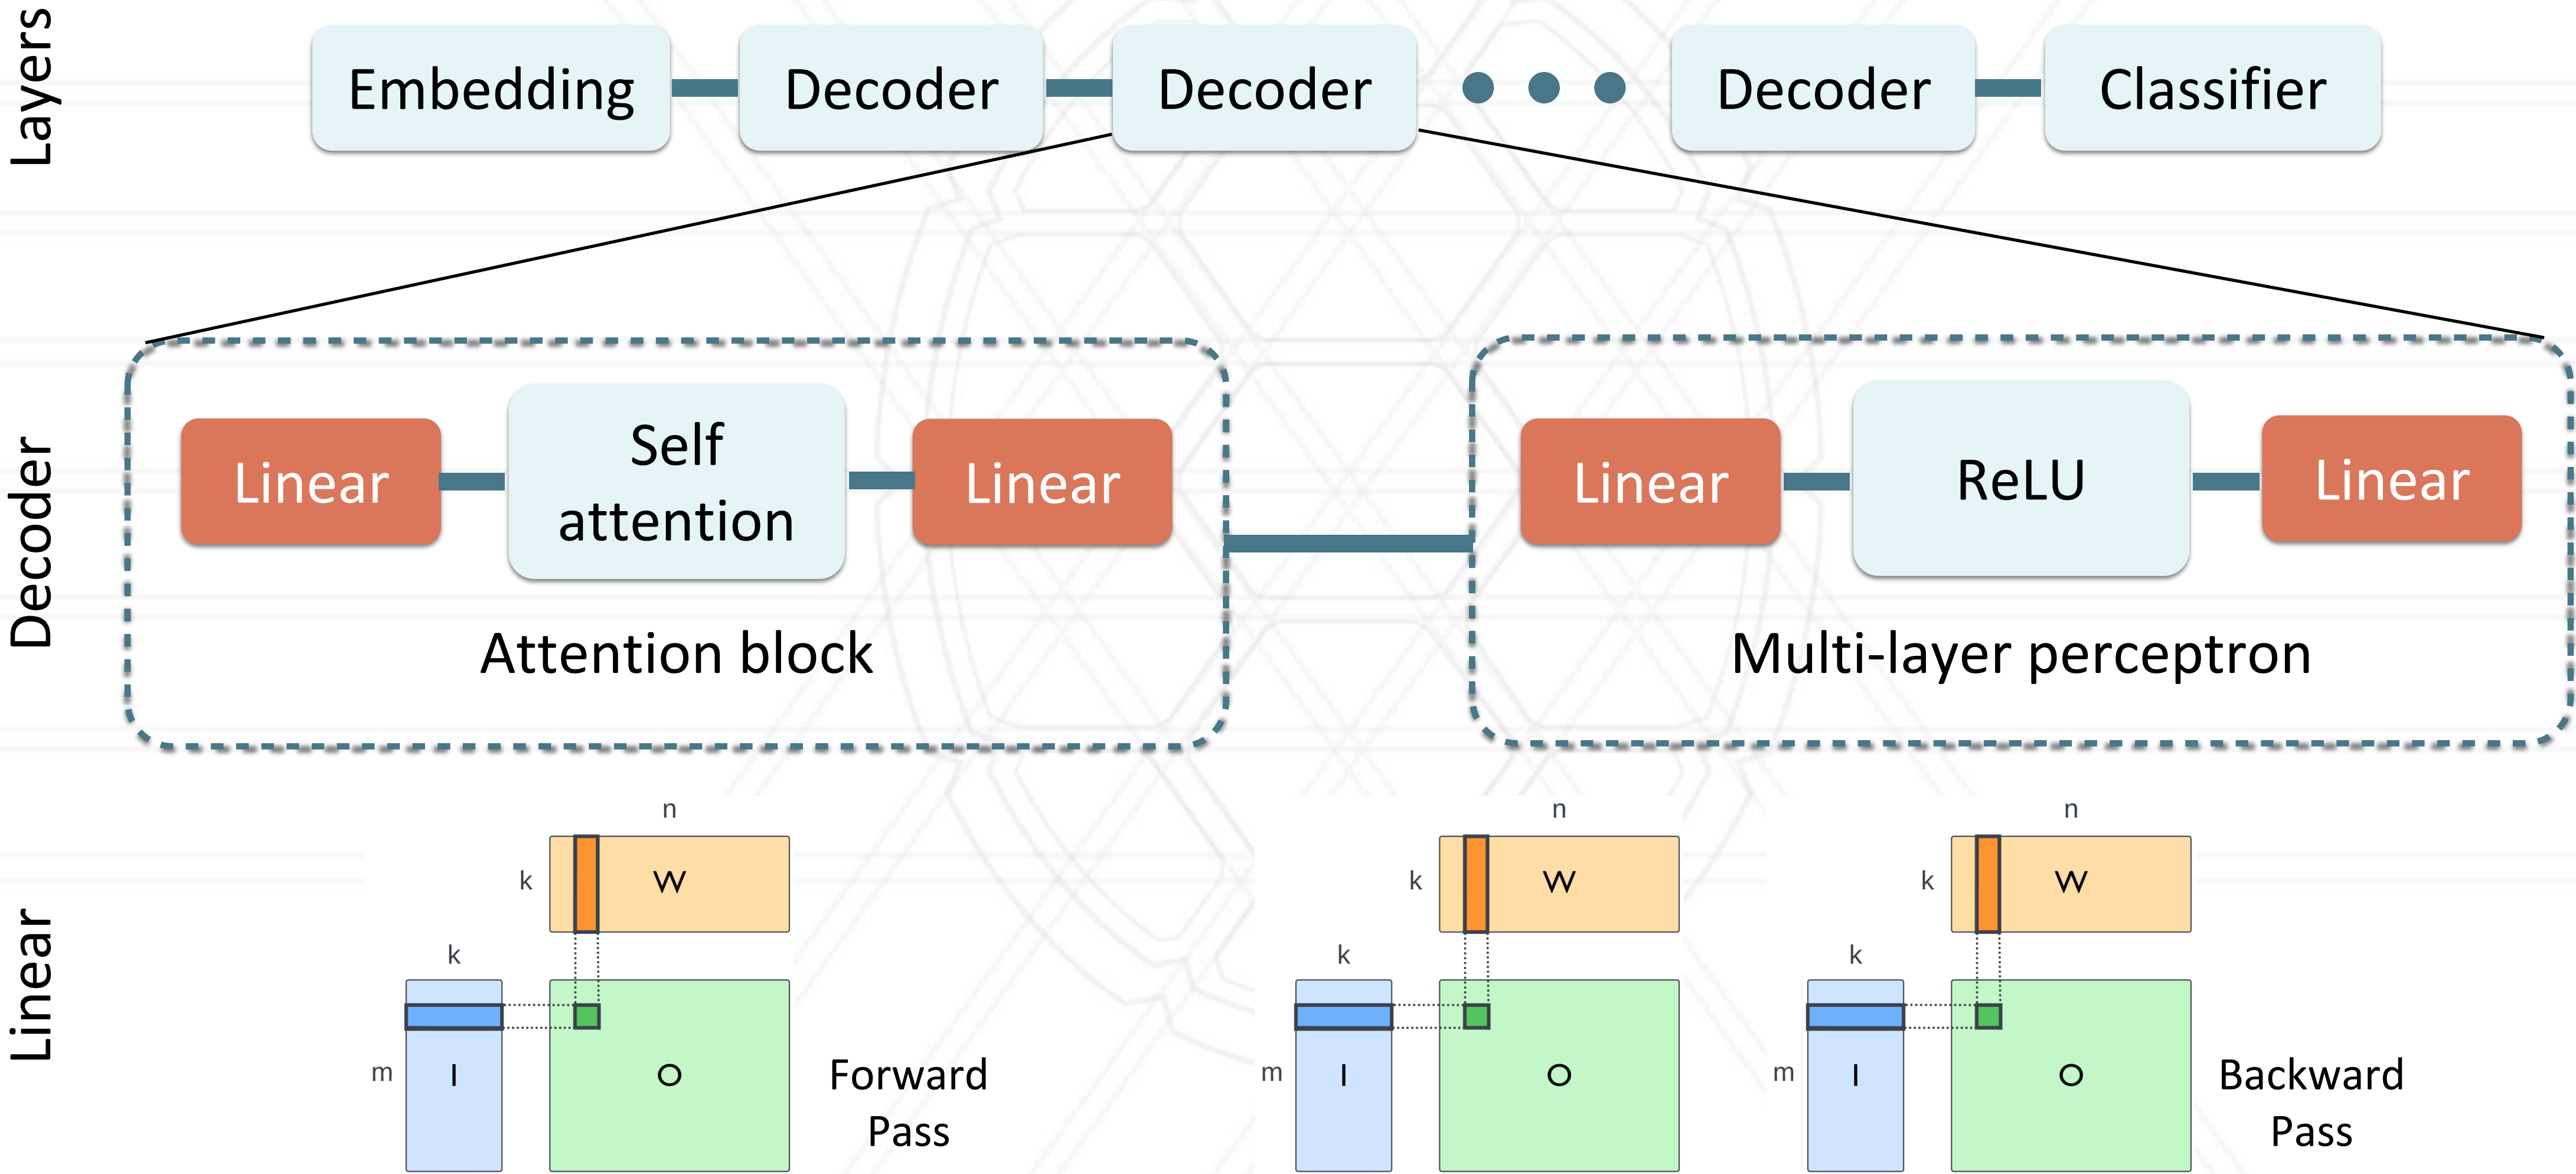 Layers
Embedding
Decoder
Decoder
Decoder
Classifier
Decoder
Linear
Self
attention
Linear
Attention block
Linear
ReLU
Linear
Multi-layer perceptron
Linear
n
k
W
k
m
I
O
Forward
Pass
n
k
W
k
m
I
O
n
k
W
k
m
I
O
Backward
Pass